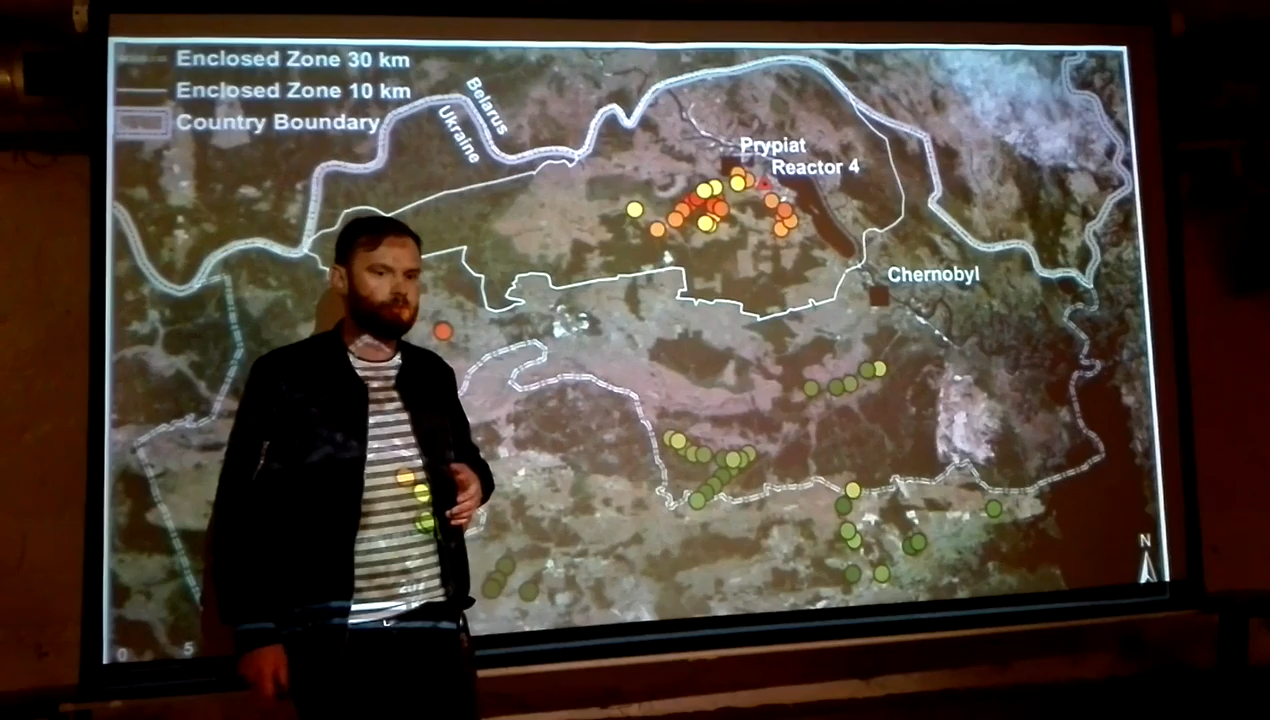 Enclosed Zone 30 km
Enclosed Zone 10 km
Country Boundary
Belarus
Ukraine
Prypiat
Reactor 4
Chernobyl
N
0 5